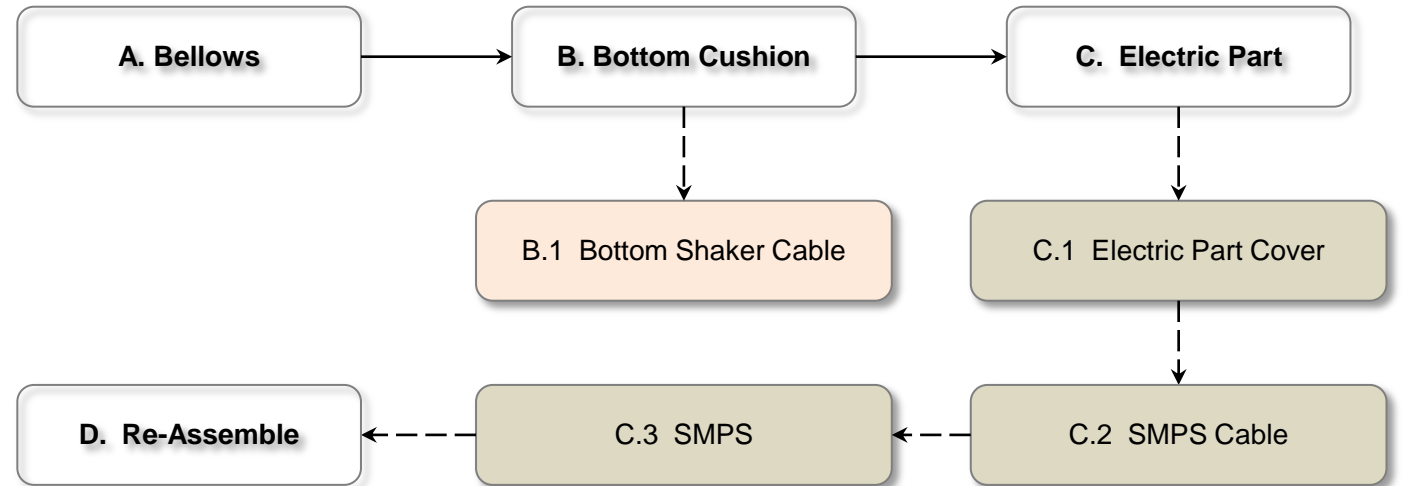 A. Bellows
B. Bottom Cushion
C. Electric Part
B.1 Bottom Shaker Cable
C.1 Electric Part Cover
D. Re-Assemble
C.3 SMPS
C.2 SMPS Cable